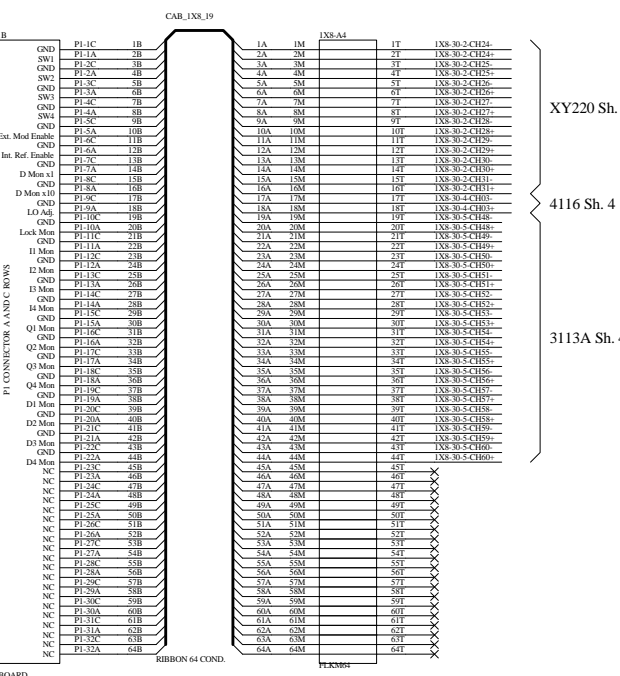 CAB_1X8_19
B 1X8-A4
GND P1-1C 1B 1A 1M 1T 1X8-30-2-CH24-
SW1 P1-1A 2B 2A 2M 2T 1X8-30-2-CH24+
GND P1-2C 3B 3A 3M 3T 1X8-30-2-CH25-
SW2 P1-2A 4B 4A 4M 4T 1X8-30-2-CH25+
GND P1-3C 5B 5A 5M 5T 1X8-30-2-CH26-
SW3 P1-3A 6B 6A 6M 6T 1X8-30-2-CH26+
GND P1-4C 7B 7A 7M 7T 1X8-30-2-CH27-
SW4 P1-4A 8B 8A 8M 8T 1X8-30-2-CH27+
XY220 Sh.
GND P1-5C 9B 9A 9M 9T 1X8-30-2-CH28-
Ext. Mod Enable P1-5A 10B 10A 10M 10T 1X8-30-2-CH28+
GND P1-6C 11B 11A 11M 11T 1X8-30-2-CH29-
Int. Ref. Enable P1-6A 12B 12A 12M 12T 1X8-30-2-CH29+
GND P1-7C 13B 13A 13M 13T 1X8-30-2-CH30-
D Mon x1 P1-7A 14B 14A 14M 14T 1X8-30-2-CH30+
GND P1-8C 15B 15A 15M 15T 1X8-30-2-CH31-
D Mon x10 P1-8A 16B 16A 16M 16T 1X8-30-2-CH31+
GND P1-9C 17B 17A 17M 17T 1X8-30-4-CH03-
4116 Sh. 4
LO Adj. P1-9A 18B 18A 18M 18T 1X8-30-4-CH03+
GND P1-10C 19B 19A 19M 19T 1X8-30-5-CH48-
Lock Mon P1-10A 20B 20A 20M 20T 1X8-30-5-CH48+
GND P1-11C 21B 21A 21M 21T 1X8-30-5-CH49-
I1 Mon P1-11A 22B 22A 22M 22T 1X8-30-5-CH49+
GND P1-12C 23B 23A 23M 23T 1X8-30-5-CH50-
I2 Mon P1-12A 24B 24A 24M 24T 1X8-30-5-CH50+
GND P1-13C 25B 25A 25M 25T 1X8-30-5-CH51-
I3 Mon P1-13A 26B 26A 26M 26T 1X8-30-5-CH51+
GND P1-14C 27B 27A 27M 27T 1X8-30-5-CH52-
I4 Mon P1-14A 28B 28A 28M 28T 1X8-30-5-CH52+
GND P1-15C 29B 29A 29M 29T 1X8-30-5-CH53-
Q1 Mon P1-15A 30B 30A 30M 30T 1X8-30-5-CH53+
P1 CONNECTOR A AND C ROWS
GND P1-16C 31B 31A 31M 31T 1X8-30-5-CH54-
3113A Sh. 4
Q2 Mon P1-16A 32B 32A 32M 32T 1X8-30-5-CH54+
GND P1-17C 33B 33A 33M 33T 1X8-30-5-CH55-
Q3 Mon P1-17A 34B 34A 34M 34T 1X8-30-5-CH55+
GND P1-18C 35B 35A 35M 35T 1X8-30-5-CH56-
Q4 Mon P1-18A 36B 36A 36M 36T 1X8-30-5-CH56+
GND P1-19C 37B 37A 37M 37T 1X8-30-5-CH57-
D1 Mon P1-19A 38B 38A 38M 38T 1X8-30-5-CH57+
GND P1-20C 39B 39A 39M 39T 1X8-30-5-CH58-
D2 Mon P1-20A 40B 40A 40M 40T 1X8-30-5-CH58+
GND P1-21C 41B 41A 41M 41T 1X8-30-5-CH59-
D3 Mon P1-21A 42B 42A 42M 42T 1X8-30-5-CH59+
GND P1-22C 43B 43A 43M 43T 1X8-30-5-CH60-
D4 Mon P1-22A 44B 44A 44M 44T 1X8-30-5-CH60+
NC P1-23C 45B 45A 45M 45T
NC P1-23A 46B 46A 46M 46T
NC P1-24C 47B 47A 47M 47T
NC P1-24A 48B 48A 48M 48T
NC P1-25C 49B 49A 49M 49T
NC P1-25A 50B 50A 50M 50T
NC P1-26C 51B 51A 51M 51T
NC P1-26A 52B 52A 52M 52T
NC P1-27C 53B 53A 53M 53T
NC P1-27A 54B 54A 54M 54T
NC P1-28C 55B 55A 55M 55T
NC P1-28A 56B 56A 56M 56T
NC P1-29C 57B 57A 57M 57T
NC P1-29A 58B 58A 58M 58T
NC P1-30C 59B 59A 59M 59T
NC P1-30A 60B 60A 60M 60T
NC P1-31C 61B 61A 61M 61T
NC P1-31A 62B 62A 62M 62T
NC P1-32C 63B 63A 63M 63T
NC P1-32A 64B 64A 64M 64T
RIBBON 64 COND.
FLKM64
BOARD